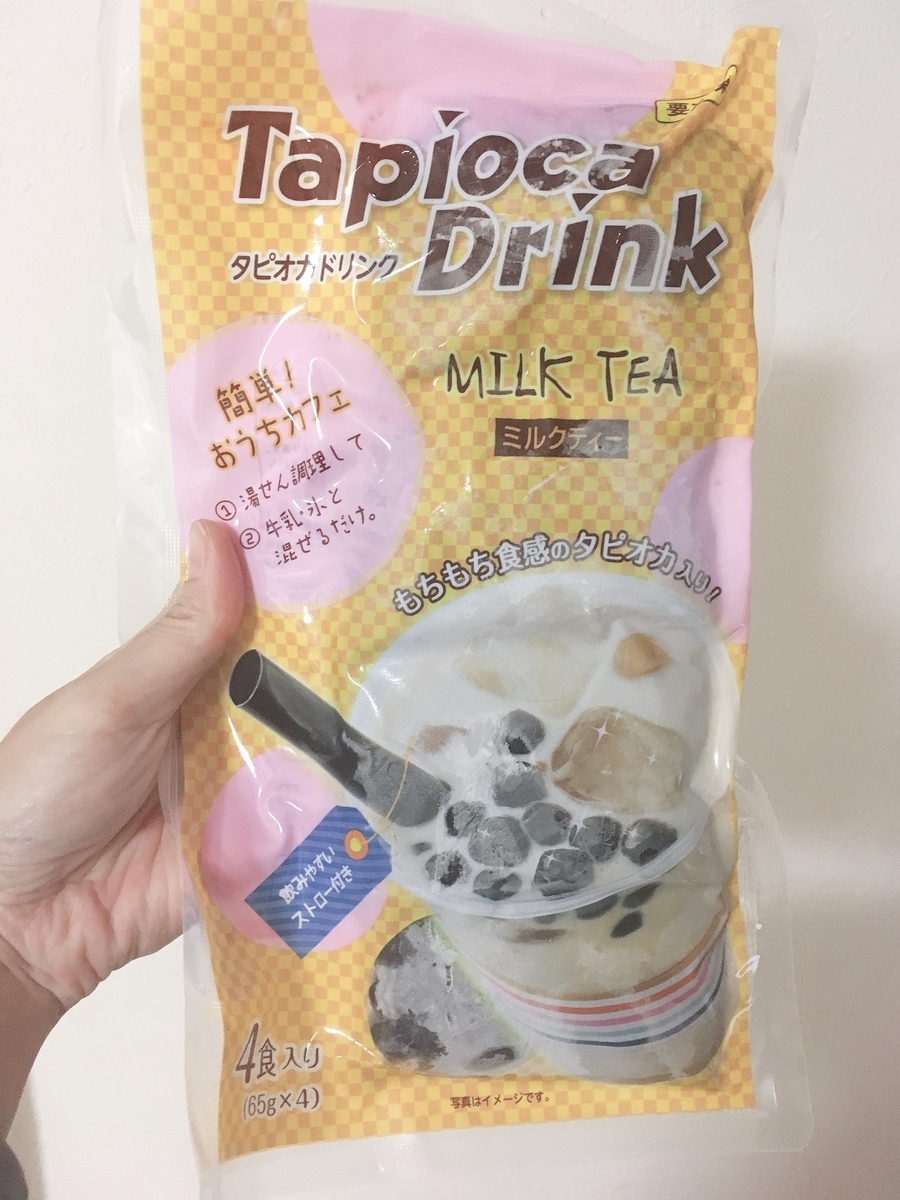 要
Tapioca
Drink
タピオカドリンク
MILK TEA
ミルクティー
簡単!
おうちカフェ
① 湯せん調理して
② 牛乳・氷と
混ぜるだけ。
もちもち食感のタピオカ入り!
飲みやすい
ストロー付き
4食入り
(65g×4)
写真はイメージです。